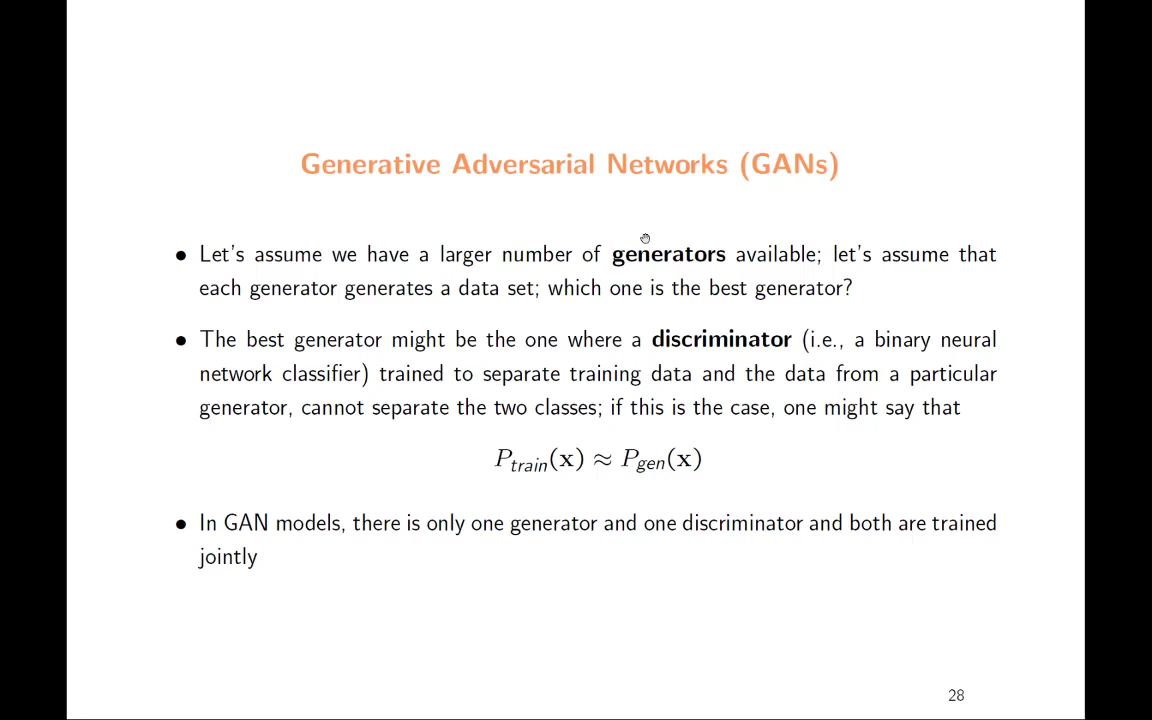 Generative Adversarial Networks (GANs)
• Let's assume we have a larger number of generators available; let's assume that
each generator generates a data set; which one is the best generator?
• The best generator might be the one where a discriminator (i.e., a binary neural
network classifier) trained to separate training data and the data from a particular
generator, cannot separate the two classes; if this is the case, one might say that
P_train(x) ≈ P_gen(x)
• In GAN models, there is only one generator and one discriminator and both are trained
jointly
28